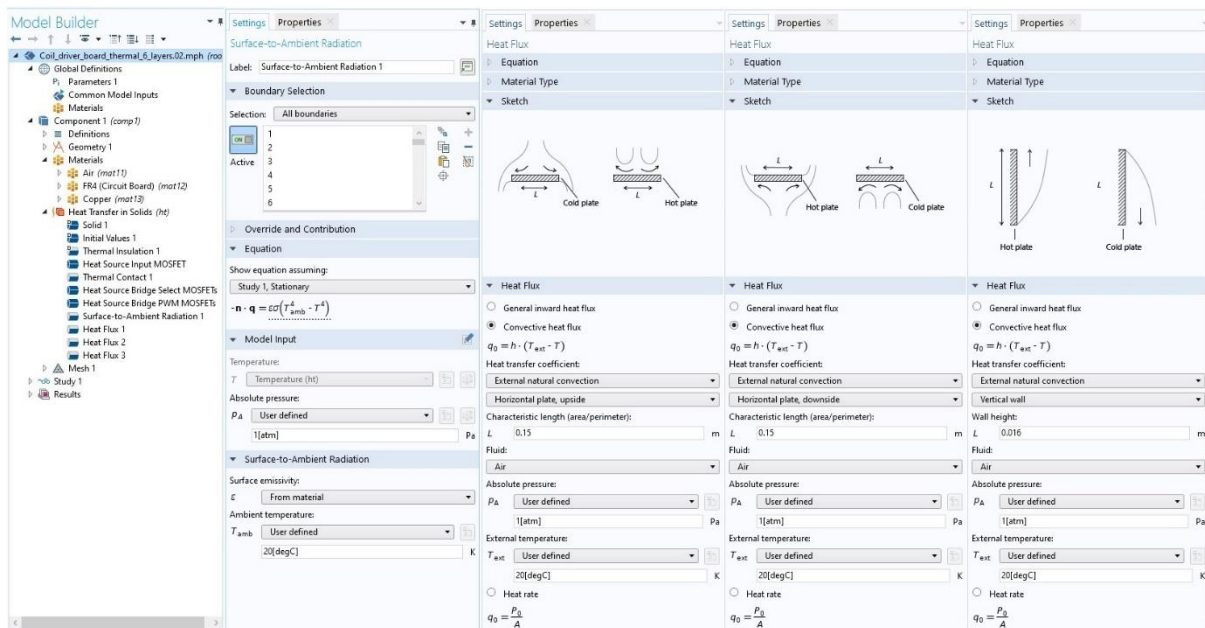 Model Builder
Coil_driver_board_thermal_6_layers.02.mph (roo
Global Definitions
Pi Parameters 1
Common Model Inputs
Materials
Component 1 (comp1)
Definitions
Geometry 1
Materials
Air (mat11)
FR4 (Circuit Board) (mat12)
Copper (mat13)
Heat Transfer in Solids (ht)
Solid 1
Initial Values 1
Thermal Insulation 1
Heat Source Input MOSFET
Thermal Contact 1
Heat Source Bridge Select MOSFETs
Heat Source Bridge PWM MOSFETs
Surface-to-Ambient Radiation 1
Heat Flux 1
Heat Flux 2
Heat Flux 3
Mesh 1
Study 1
Results
Settings Properties
Surface-to-Ambient Radiation
Label: Surface-to-Ambient Radiation 1
Boundary Selection
Selection: All boundaries
ON
Active
1
2
3
4
5
6
Override and Contribution
Equation
Show equation assuming:
Study 1, Stationary
-n · q = εσ(T⁴amb - T⁴)
Model Input
Temperature:
T Temperature (ht)
Absolute pressure:
pA User defined
1[atm] Pa
Surface-to-Ambient Radiation
Surface emissivity:
ε From material
Ambient temperature:
Tamb User defined
20[degC] K
Settings Properties
Heat Flux
Equation
Material Type
Sketch
L
L
Cold plate
Hot plate
Heat Flux
General inward heat flux
Convective heat flux
q0 = h · (Text - T)
Heat transfer coefficient:
External natural convection
Horizontal plate, upside
Characteristic length (area/perimeter):
L 0.15 m
Fluid:
Air
Absolute pressure:
pA User defined
1[atm] Pa
External temperature:
Text User defined
20[degC] K
Heat rate
q0 = P0/A
Settings Properties
Heat Flux
Equation
Material Type
Sketch
L
L
Hot plate
Cold plate
Heat Flux
General inward heat flux
Convective heat flux
q0 = h · (Text - T)
Heat transfer coefficient:
External natural convection
Horizontal plate, downside
Characteristic length (area/perimeter):
L 0.15 m
Fluid:
Air
Absolute pressure:
pA User defined
1[atm] Pa
External temperature:
Text User defined
20[degC] K
Heat rate
q0 = P0/A
Settings Properties
Heat Flux
Equation
Material Type
Sketch
L
L
Hot plate
Cold plate
Heat Flux
General inward heat flux
Convective heat flux
q0 = h · (Text - T)
Heat transfer coefficient:
External natural convection
Vertical wall
Wall height:
L 0.016 m
Fluid:
Air
Absolute pressure:
pA User defined
1[atm] Pa
External temperature:
Text User defined
20[degC] K
Heat rate
q0 = P0/A